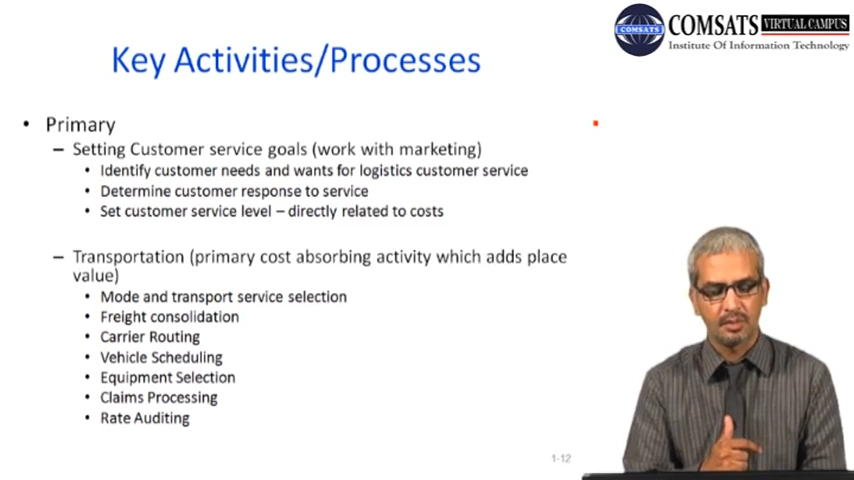 COMSATS VIRTUAL CAMPUS
COMSATS
Institute Of Information Technology
Key Activities/Processes
• Primary
– Setting Customer service goals (work with marketing)
• Identify customer needs and wants for logistics customer service
• Determine customer response to service
• Set customer service level – directly related to costs
– Transportation (primary cost absorbing activity which adds place
value)
• Mode and transport service selection
• Freight consolidation
• Carrier Routing
• Vehicle Scheduling
• Equipment Selection
• Claims Processing
• Rate Auditing
1-12